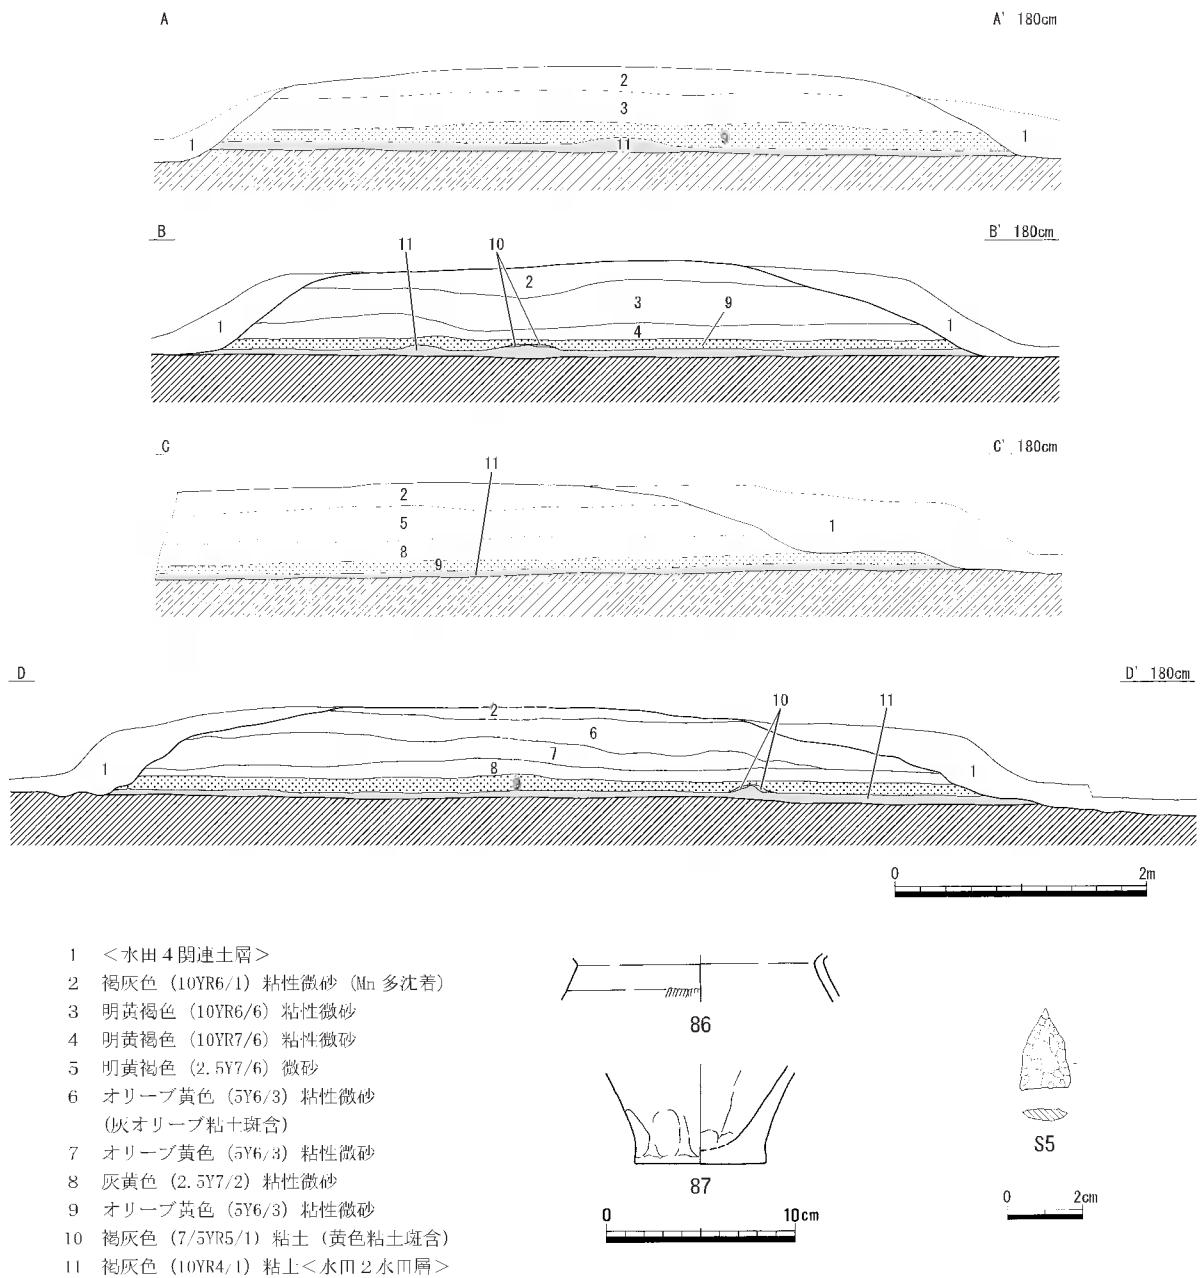 A A' 180cm
2
3
9
1 11 1
B B' 180cm
11 10
2
3 9
1 4 1
C C' 180cm
11
2
5 1
8
9
D D' 180cm
10 11
2
6
7
1 8 1
9
0 2m
1 <水田4関連土層>
2 褐灰色 (10YR6/1) 粘性微砂 (Mn 多沈着)
3 明黄褐色 (10YR6/6) 粘性微砂
4 明黄褐色 (10YR7/6) 粘性微砂
5 明黄褐色 (2.5Y7/6) 微砂
6 オリーブ黄色 (5Y6/3) 粘性微砂
(灰オリーブ粘土斑含)
7 オリーブ黄色 (5Y6/3) 粘性微砂
8 灰黄色 (2.5Y7/2) 粘性微砂
9 オリーブ黄色 (5Y6/3) 粘性微砂
10 褐灰色 (7/5YR5/1) 粘土 (黄色粘土斑含)
11 褐灰色 (10YR4/1) 粘土<水田2水田層>
86
87
0 10cm
S5
0 2cm